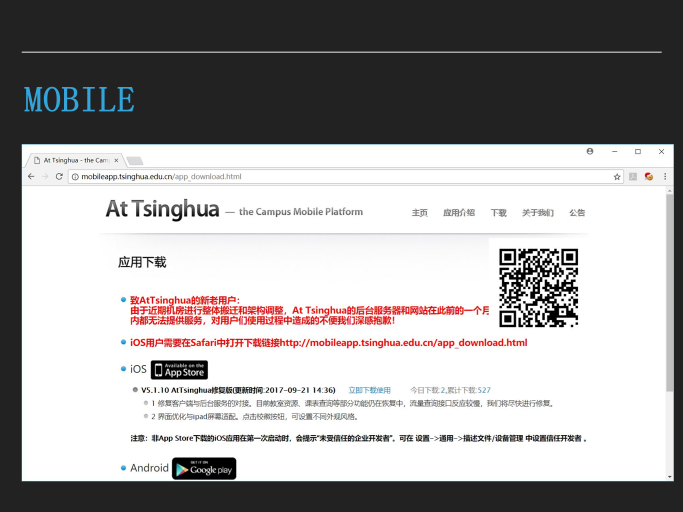 MOBILE
At Tsinghua - the Cam
mobileapp.tsinghua.edu.cn/app_download.html
At Tsinghua — the Campus Mobile Platform
主页 应用介绍 下载 关于我们 公告
应用下载
致AtTsinghua的新老用户：
由于近期机房进行整体搬迁和架构调整，At Tsinghua的后台服务器和网站在此前的一个月
内都无法提供服务，对用户们使用过程中造成的不便我们深感抱歉！
iOS用户需要在Safari中打开下载链接http://mobileapp.tsinghua.edu.cn/app_download.html
iOS Available on the App Store
V5.1.10 AtTsinghua修复版(更新时间:2017-09-21 14:36) 立即下载使用 今日下载:2,累计下载:527
1 修复客户端与后台服务的对接。目前教室资源、课表查询等部分功能仍在恢复中，流量查询接口反应较慢，我们将尽快进行修复。
2 界面优化与ipad屏幕适配。点击校徽按钮，可设置不同外观风格。
注意：非App Store下载的iOS应用在第一次启动时，会提示“未受信任的企业开发者”。可在 设置->通用->描述文件/设备管理 中设置信任开发者 。
Android GET IT ON Google play